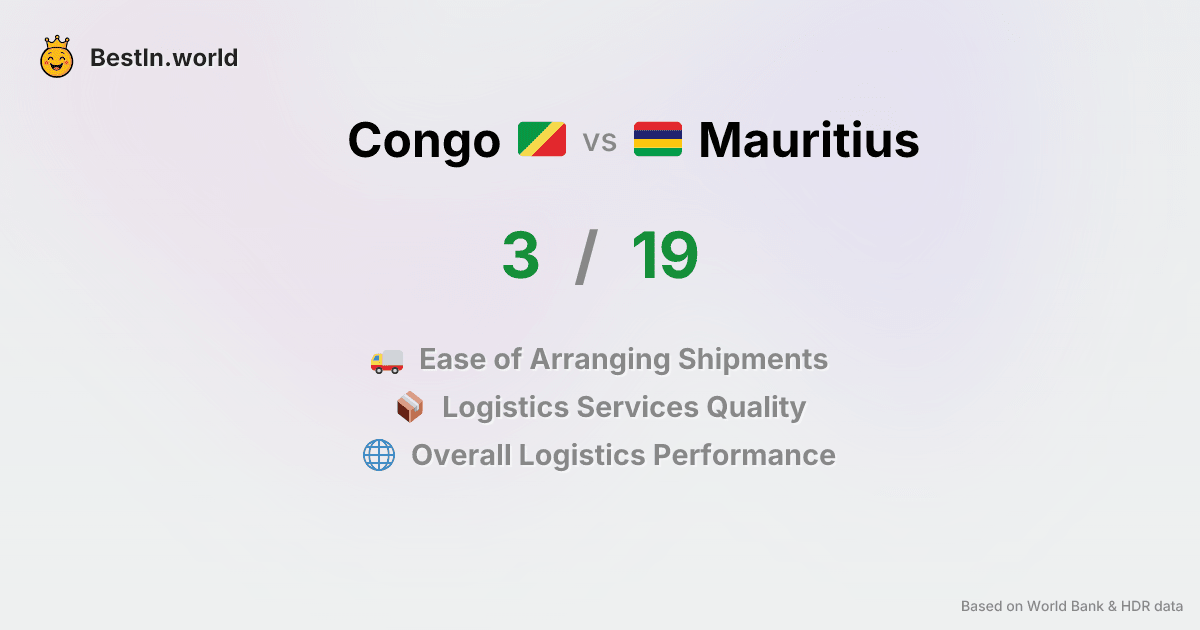 BestIn.world
Congo vs Mauritius
3 / 19
Ease of Arranging Shipments
Logistics Services Quality
Overall Logistics Performance
Based on World Bank & HDR data